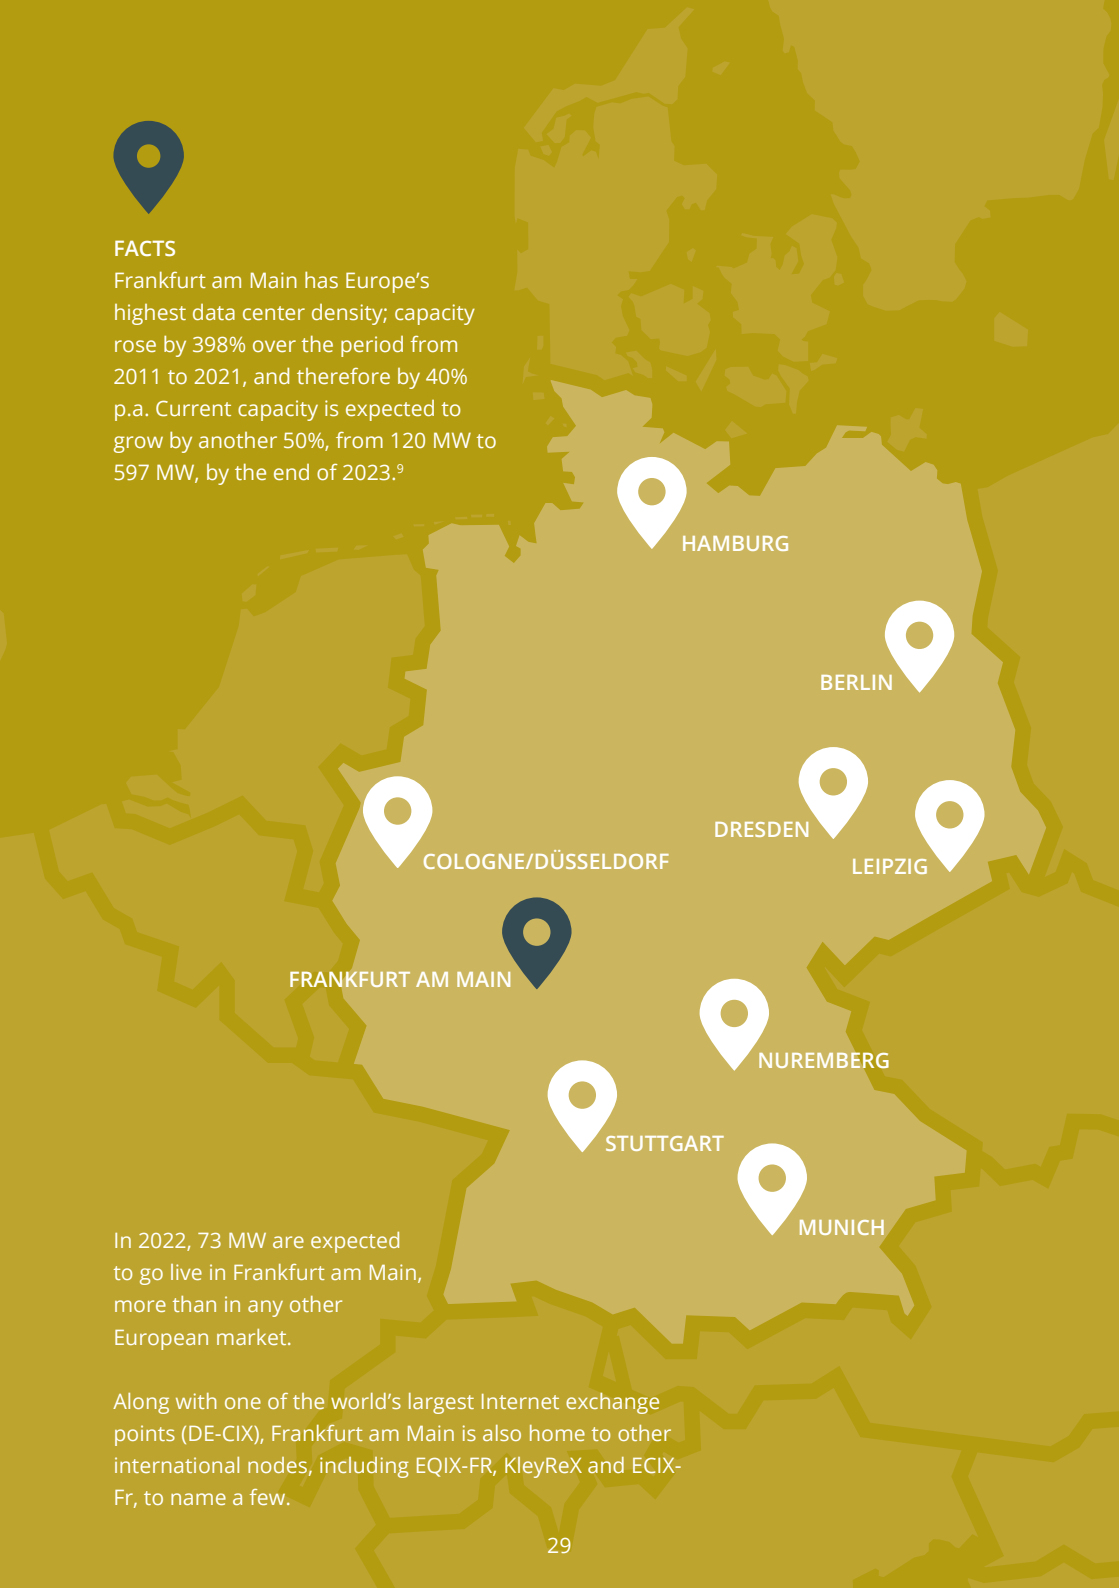 FACTS
Frankfurt am Main has Europe’s
highest data center density; capacity
rose by 398% over the period from
2011 to 2021, and therefore by 40%
p.a. Current capacity is expected to
grow by another 50%, from 120 MW to
597 MW, by the end of 2023.⁹
HAMBURG
BERLIN
DRESDEN
LEIPZIG
COLOGNE/DÜSSELDORF
FRANKFURT AM MAIN
NUREMBERG
STUTTGART
MUNICH
In 2022, 73 MW are expected
to go live in Frankfurt am Main,
more than in any other
European market.
Along with one of the world’s largest Internet exchange
points (DE-CIX), Frankfurt am Main is also home to other
international nodes, including EQIX-FR, KleyReX and ECIX-
Fr, to name a few.
29